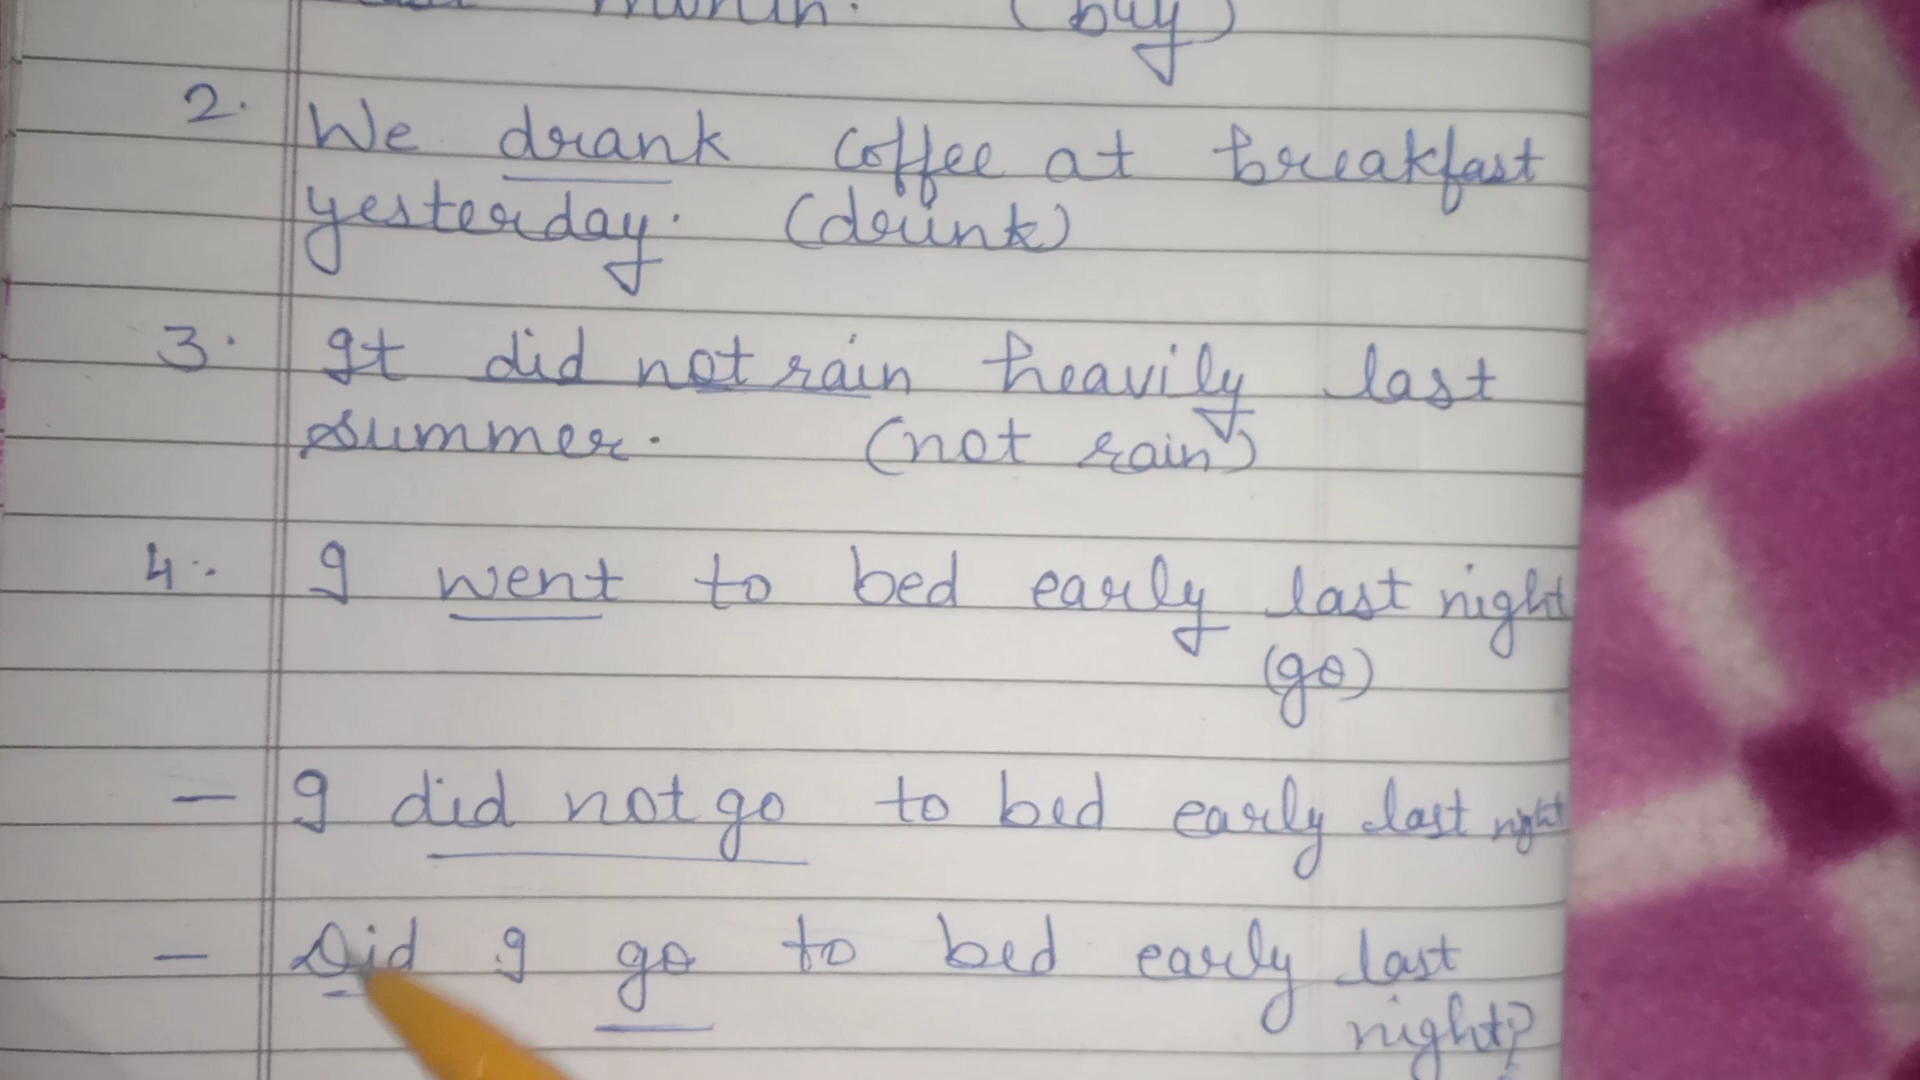 month. (buy)
2. We drank coffee at breakfast
yesterday. (drink)
3. It did not rain heavily last
summer. (not rain)
4. I went to bed early last night
(go)
- I did not go to bed early last night
- Did I go to bed early last
night?